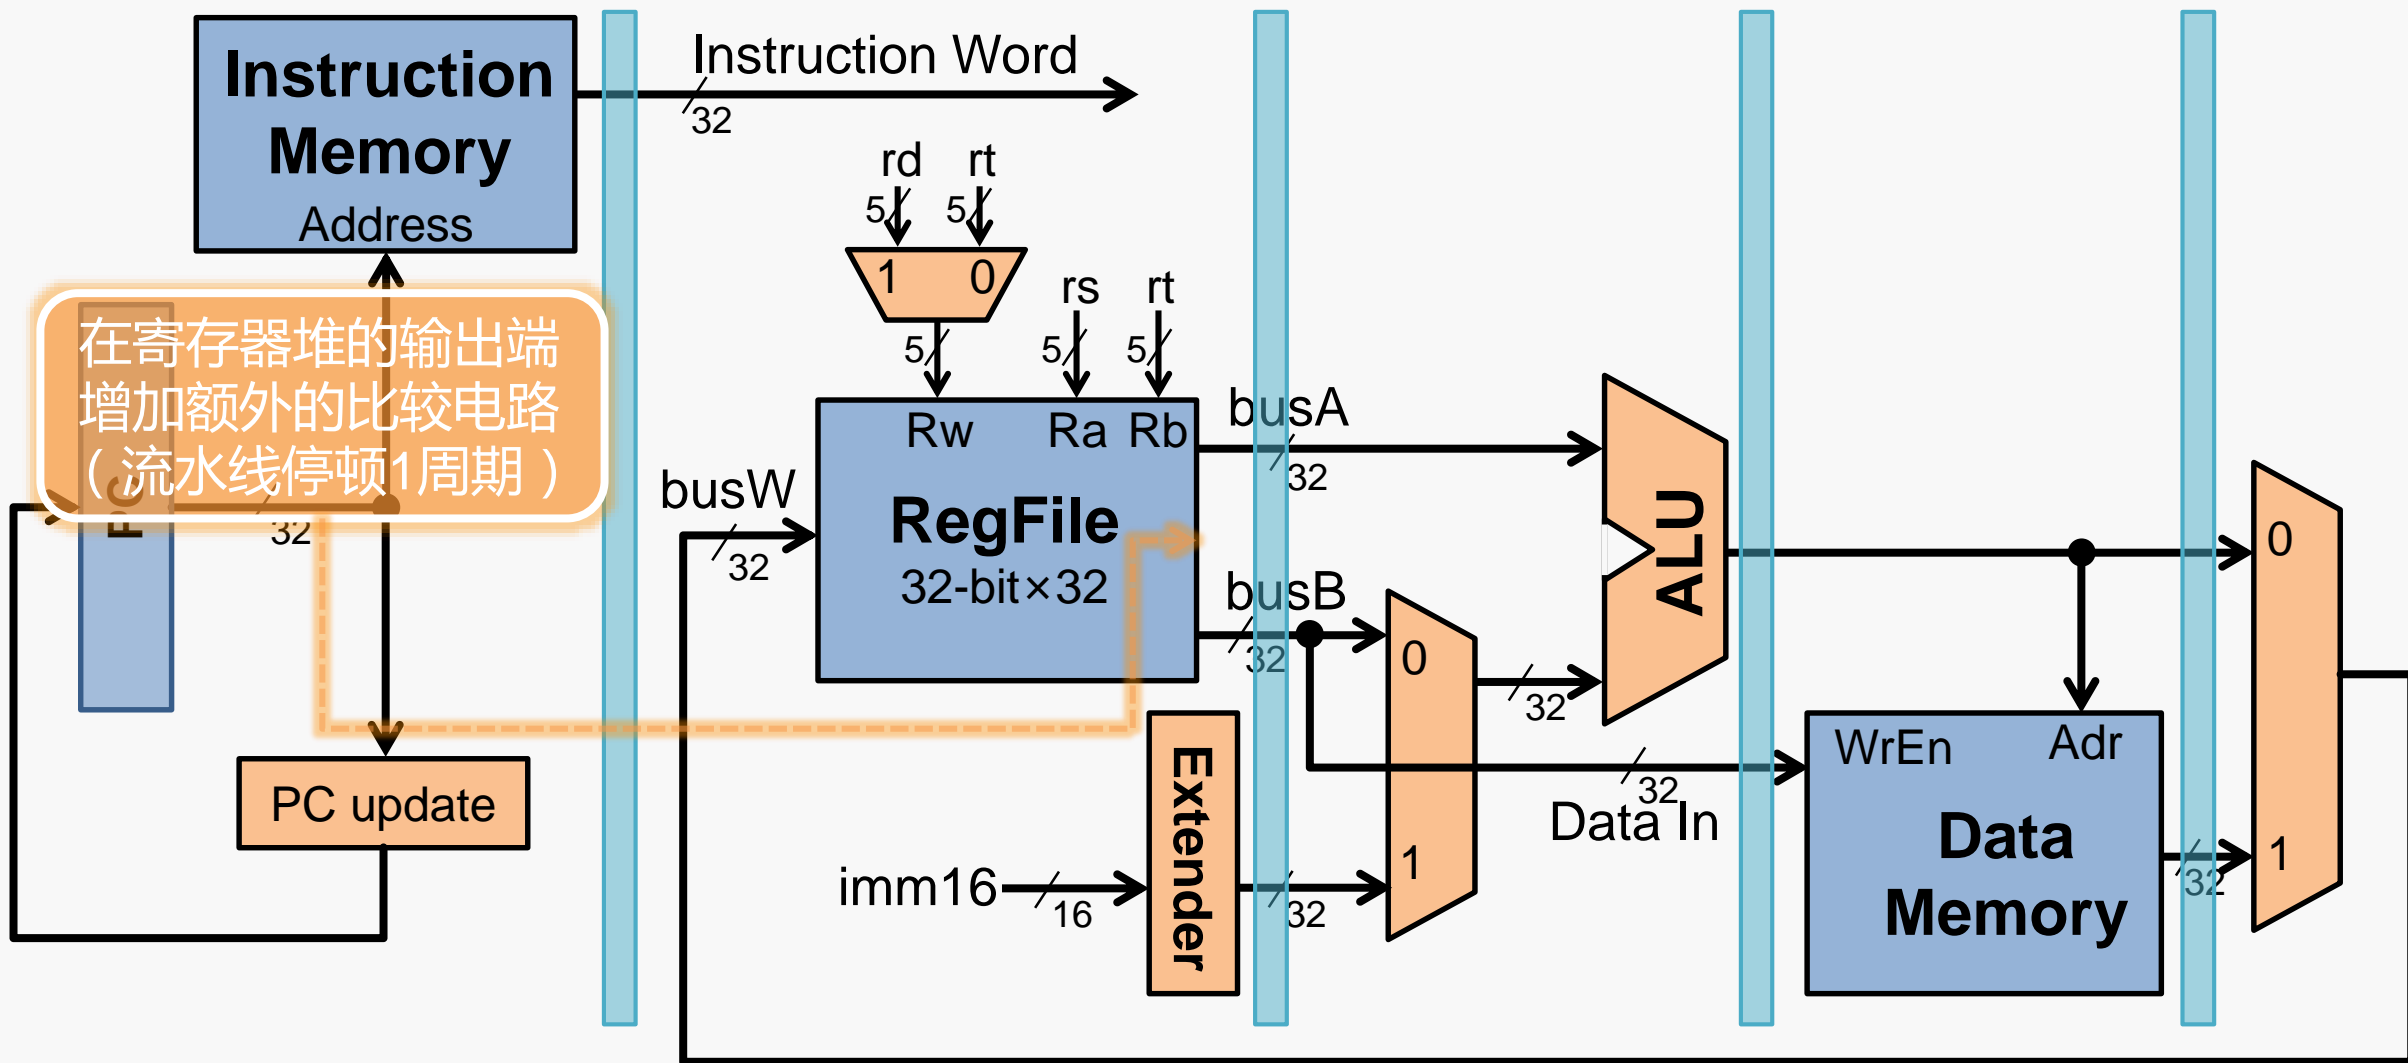 Instruction
Memory
Address
Instruction Word
32
rd
rt
5
5
1
0
rs
rt
5
5
5
在寄存器堆的输出端
增加额外的比较电路
（流水线停顿1周期）
PC
32
PC update
busW
32
Rw
Ra
Rb
RegFile
32-bit×32
busA
32
busB
32
imm16
16
Extender
32
0
1
32
ALU
32
Data In
WrEn
Adr
Data
Memory
32
0
1